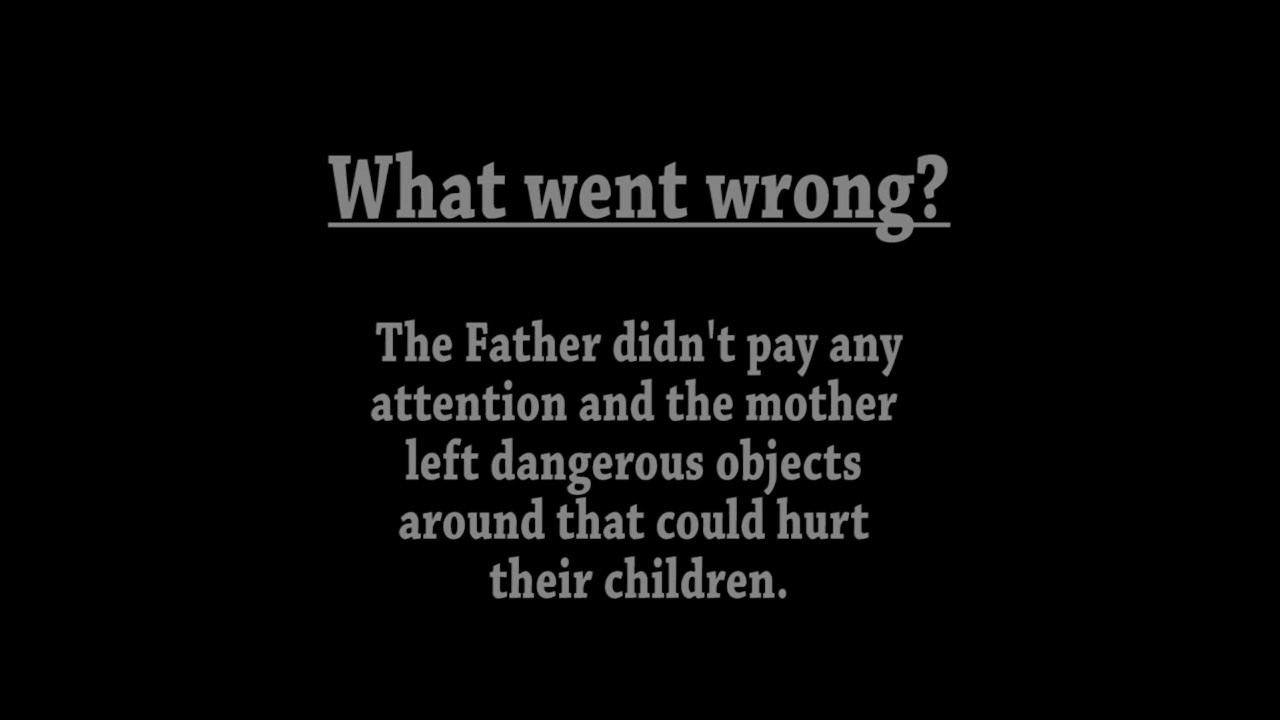 What went wrong?
The Father didn't pay any
attention and the mother
left dangerous objects
around that could hurt
their children.